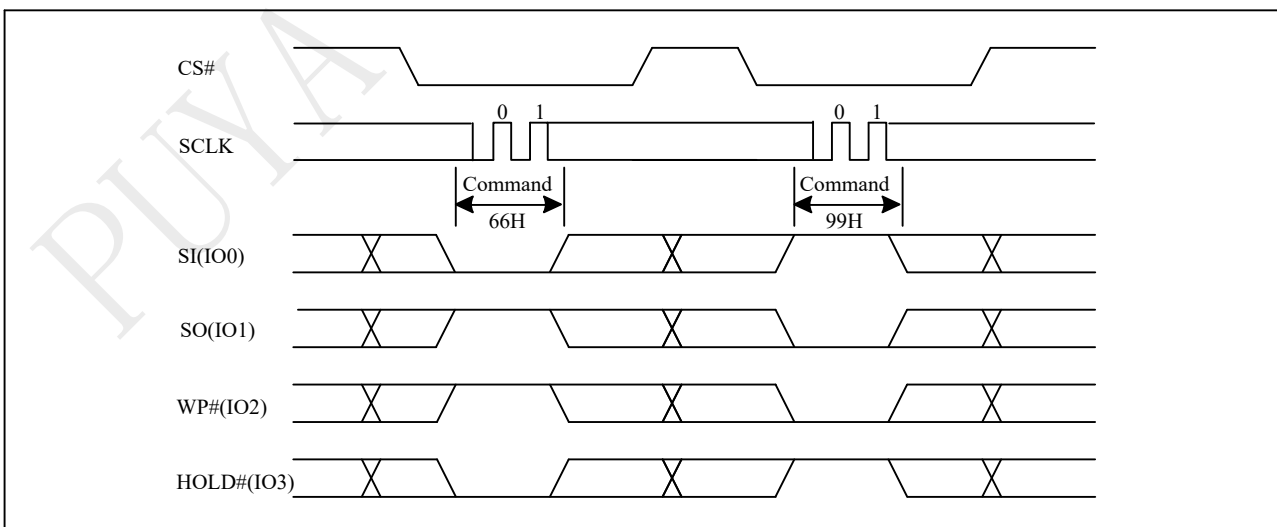 PUYA
CS#
0 1 0 1
SCLK
Command Command
66H 99H
SI(IO0)
SO(IO1)
WP#(IO2)
HOLD#(IO3)